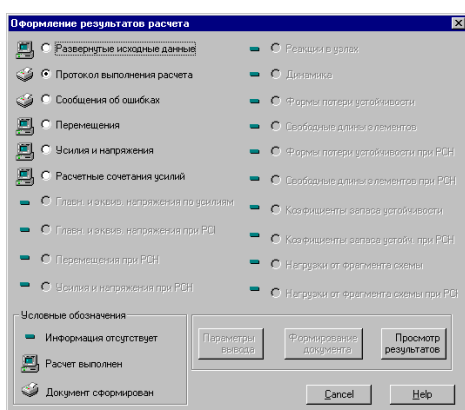 Оформление результатов расчета
Развернутые исходные данные
Протокол выполнения расчета
Сообщения об ошибках
Перемещения
Усилия и напряжения
Расчетные сочетания усилий
Главн. и эквив. напряжения по усилиям
Главн. и эквив. напряжения при РСІ
Перемещения при РСН
Усилия и напряжения при РСН
Реакции в узлах
Динамика
Формы потери устойчивости
Свободные длины элементов
Формы потери устойчивости при РСН
Свободные длины элементов при РСН
Коэфициенты запаса устойчивости
Коэфициенты запаса устойч. при РСН
Нагрузки от фрагмента схемы
Нагрузки от фрагмента схемы при РСН
Условные обозначения
Информация отсутствует
Расчет выполнен
Документ сформирован
Параметры
вывода
Формирование
документа
Просмотр
результатов
Cancel
Help